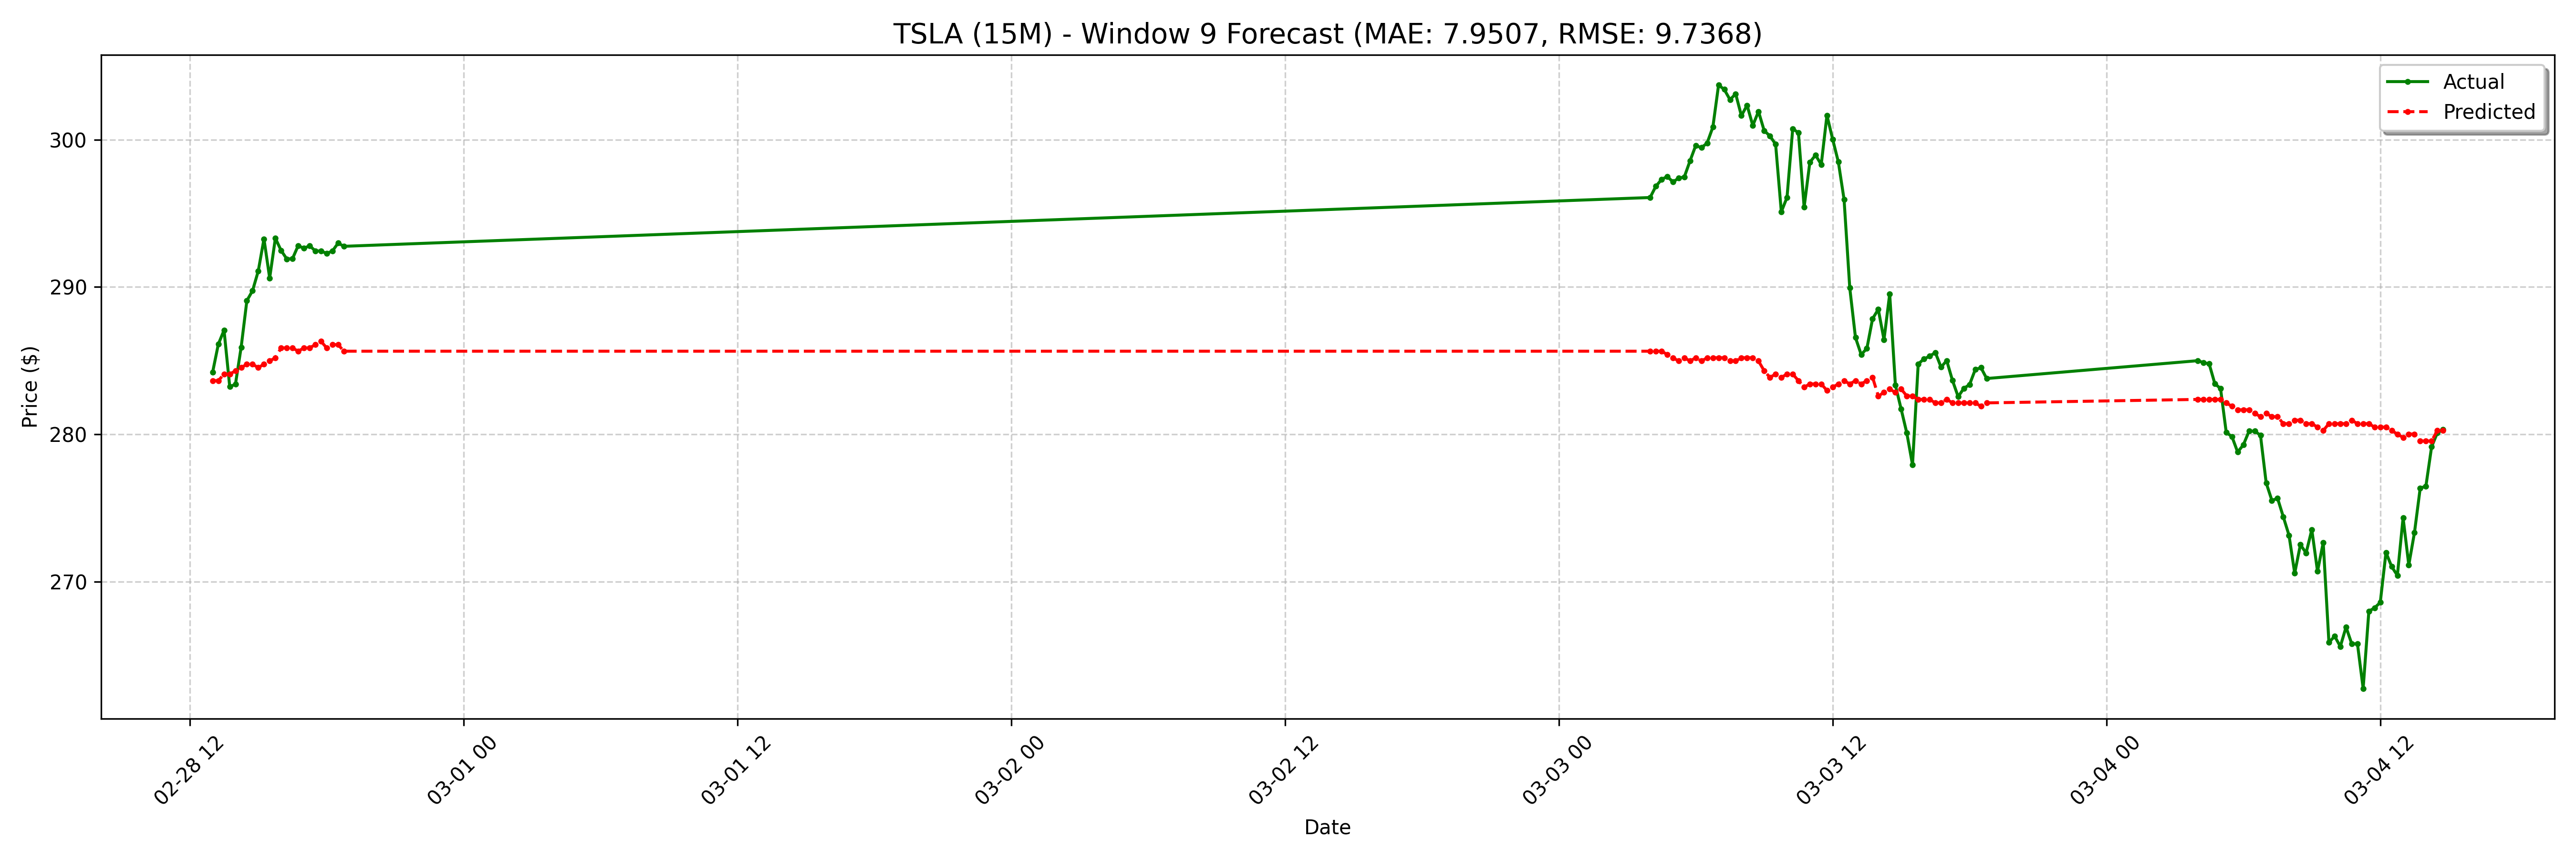 TSLA (15M) - Window 9 Forecast (MAE: 7.9507, RMSE: 9.7368)
Actual
Predicted
Price ($)
300
290
280
270
02-28 12
03-01 00
03-01 12
03-02 00
03-02 12
03-03 00
03-03 12
03-04 00
03-04 12
Date